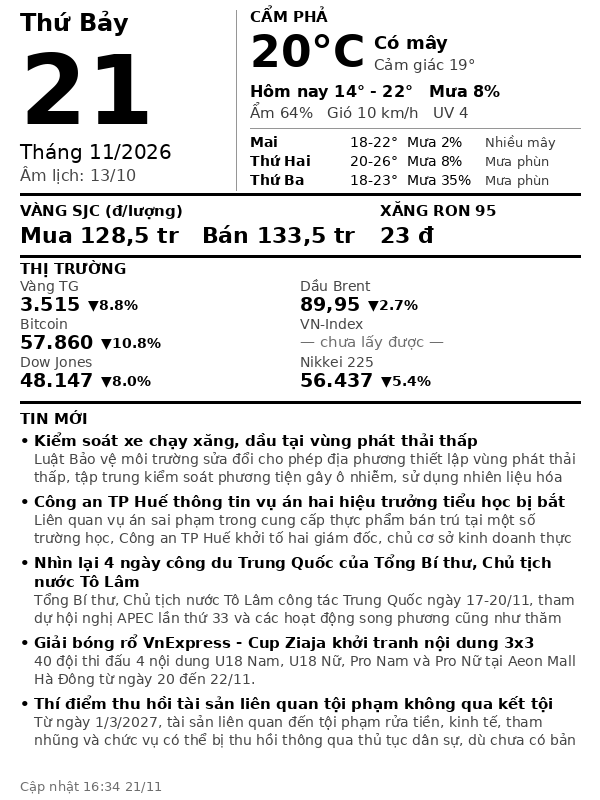 Thứ Bảy
21
Tháng 11/2026
Âm lịch: 13/10
CẨM PHẢ
20°C Có mây
Cảm giác 19°
Hôm nay 14° - 22° Mưa 8%
Ẩm 64% Gió 10 km/h UV 4
Mai 18-22° Mưa 2% Nhiều mây
Thứ Hai 20-26° Mưa 8% Mưa phùn
Thứ Ba 18-23° Mưa 35% Mưa phùn
VÀNG SJC (đ/lượng)
Mua 128,5 tr Bán 133,5 tr
XĂNG RON 95
23 đ
THỊ TRƯỜNG
Vàng TG
3.515 ▼8.8%
Dầu Brent
89,95 ▼2.7%
Bitcoin
57.860 ▼10.8%
VN-Index
— chưa lấy được —
Dow Jones
48.147 ▼8.0%
Nikkei 225
56.437 ▼5.4%
TIN MỚI
• Kiểm soát xe chạy xăng, dầu tại vùng phát thải thấp
Luật Bảo vệ môi trường sửa đổi cho phép địa phương thiết lập vùng phát thải
thấp, tập trung kiểm soát phương tiện gây ô nhiễm, sử dụng nhiên liệu hóa
• Công an TP Huế thông tin vụ án hai hiệu trưởng tiểu học bị bắt
Liên quan vụ án sai phạm trong cung cấp thực phẩm bán trú tại một số
trường học, Công an TP Huế khởi tố hai giám đốc, chủ cơ sở kinh doanh thực
• Nhìn lại 4 ngày công du Trung Quốc của Tổng Bí thư, Chủ tịch
nước Tô Lâm
Tổng Bí thư, Chủ tịch nước Tô Lâm công tác Trung Quốc ngày 17-20/11, tham
dự hội nghị APEC lần thứ 33 và các hoạt động song phương cũng như thăm
• Giải bóng rổ VnExpress - Cup Ziaja khởi tranh nội dung 3x3
40 đội thi đấu 4 nội dung U18 Nam, U18 Nữ, Pro Nam và Pro Nữ tại Aeon Mall
Hà Đông từ ngày 20 đến 22/11.
• Thí điểm thu hồi tài sản liên quan tội phạm không qua kết tội
Từ ngày 1/3/2027, tài sản liên quan đến tội phạm rửa tiền, kinh tế, tham
nhũng và chức vụ có thể bị thu hồi thông qua thủ tục dân sự, dù chưa có bản
Cập nhật 16:34 21/11